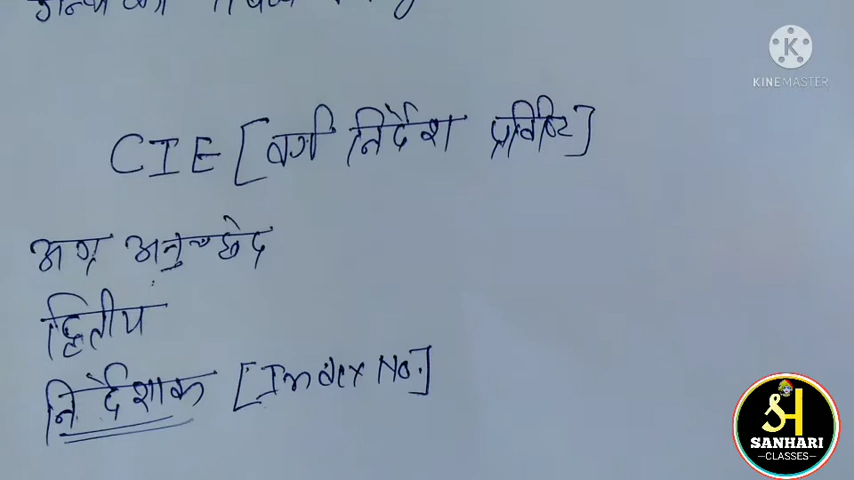 KINEMASTER
CIE [वर्ग निर्देश प्रविष्टि]
अग्र अनुच्छेद
द्वितीय
निर्देशांक [Index No.]
SANHARI
CLASSES